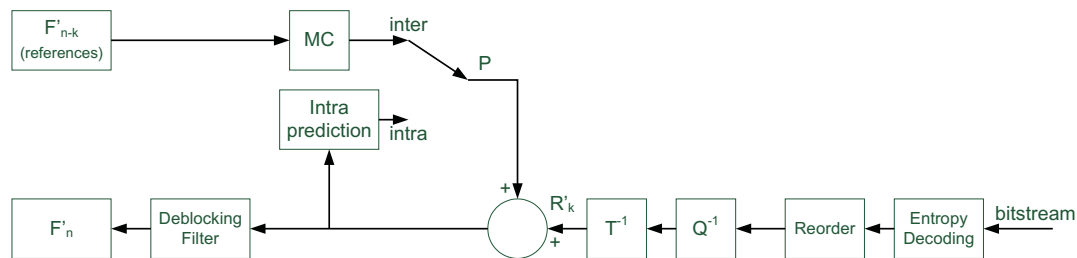 F'n-k
(references)
MC
inter
P
Intra
prediction
intra
F'n
Deblocking
Filter
+
+
R'k
T-1
Q-1
Reorder
Entropy
Decoding
bitstream